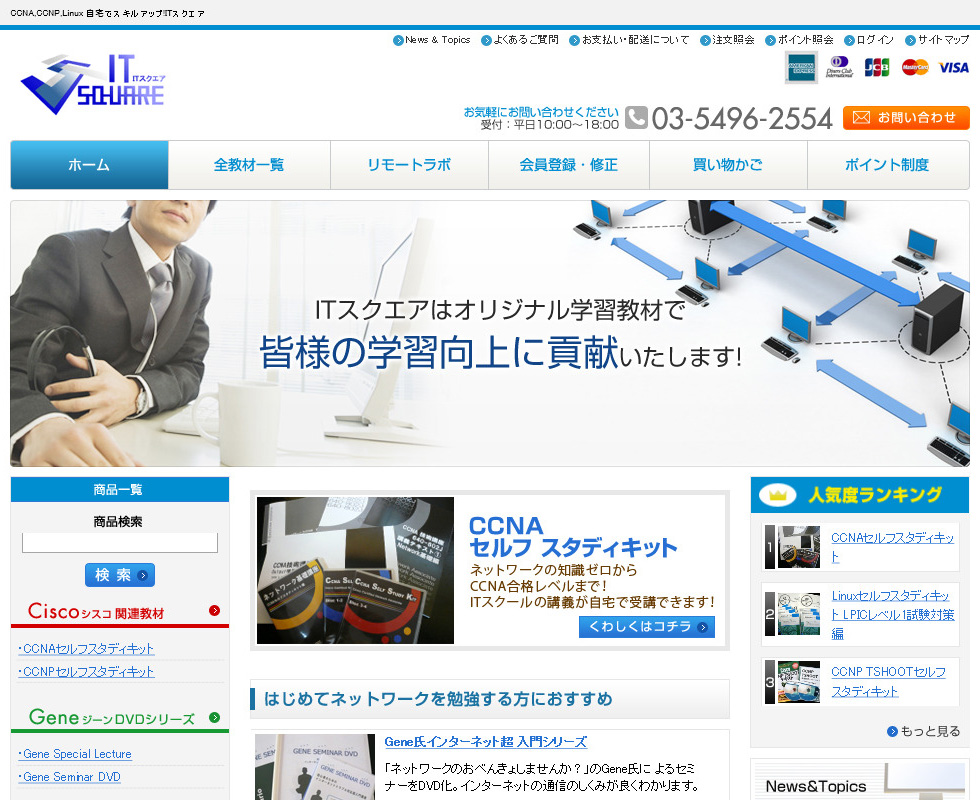 CCNA,CCNP,Linux 自宅でスキルアップ!ITスクエア
News & Topics よくあるご質問 お支払い・配送について 注文照会 ポイント照会 ログイン サイトマップ
AMERICAN EXPRESS Diners Club International JCB MasterCard VISA
IT ITスクエア
SQUARE
お気軽にお問い合わせください
受付：平日10:00～18:00
03-5496-2554
お問い合わせ
ホーム 全教材一覧 リモートラボ 会員登録・修正 買い物かご ポイント制度
ITスクエアはオリジナル学習教材で
皆様の学習向上に貢献いたします!
商品一覧
商品検索
検 索
Ciscoシスコ 関連教材
・CCNAセルフスタディキット
・CCNPセルフスタディキット
GeneジーンDVDシリーズ
・Gene Special Lecture
・Gene Seminar DVD
CCNA
セルフ スタディキット
ネットワークの知識ゼロから
CCNA合格レベルまで!
ITスクールの講義が自宅で受講できます!
くわしくはコチラ
はじめてネットワークを勉強する方におすすめ
GENE SEMINAR DVD
Gene氏インターネット超 入門シリーズ
「ネットワークのおべんきょしませんか？」のGene氏に よるセミ
ナーをDVD化。インターネットの通信のしくみが良くわかります。
人気度ランキング
1
CCNAセルフスタディキッ
ト
2
Linuxセルフスタディキッ
ト LPICレベル1試験対策
編
3
CCNP TSHOOTセルフ
スタディキット
もっと見る
News&Topics